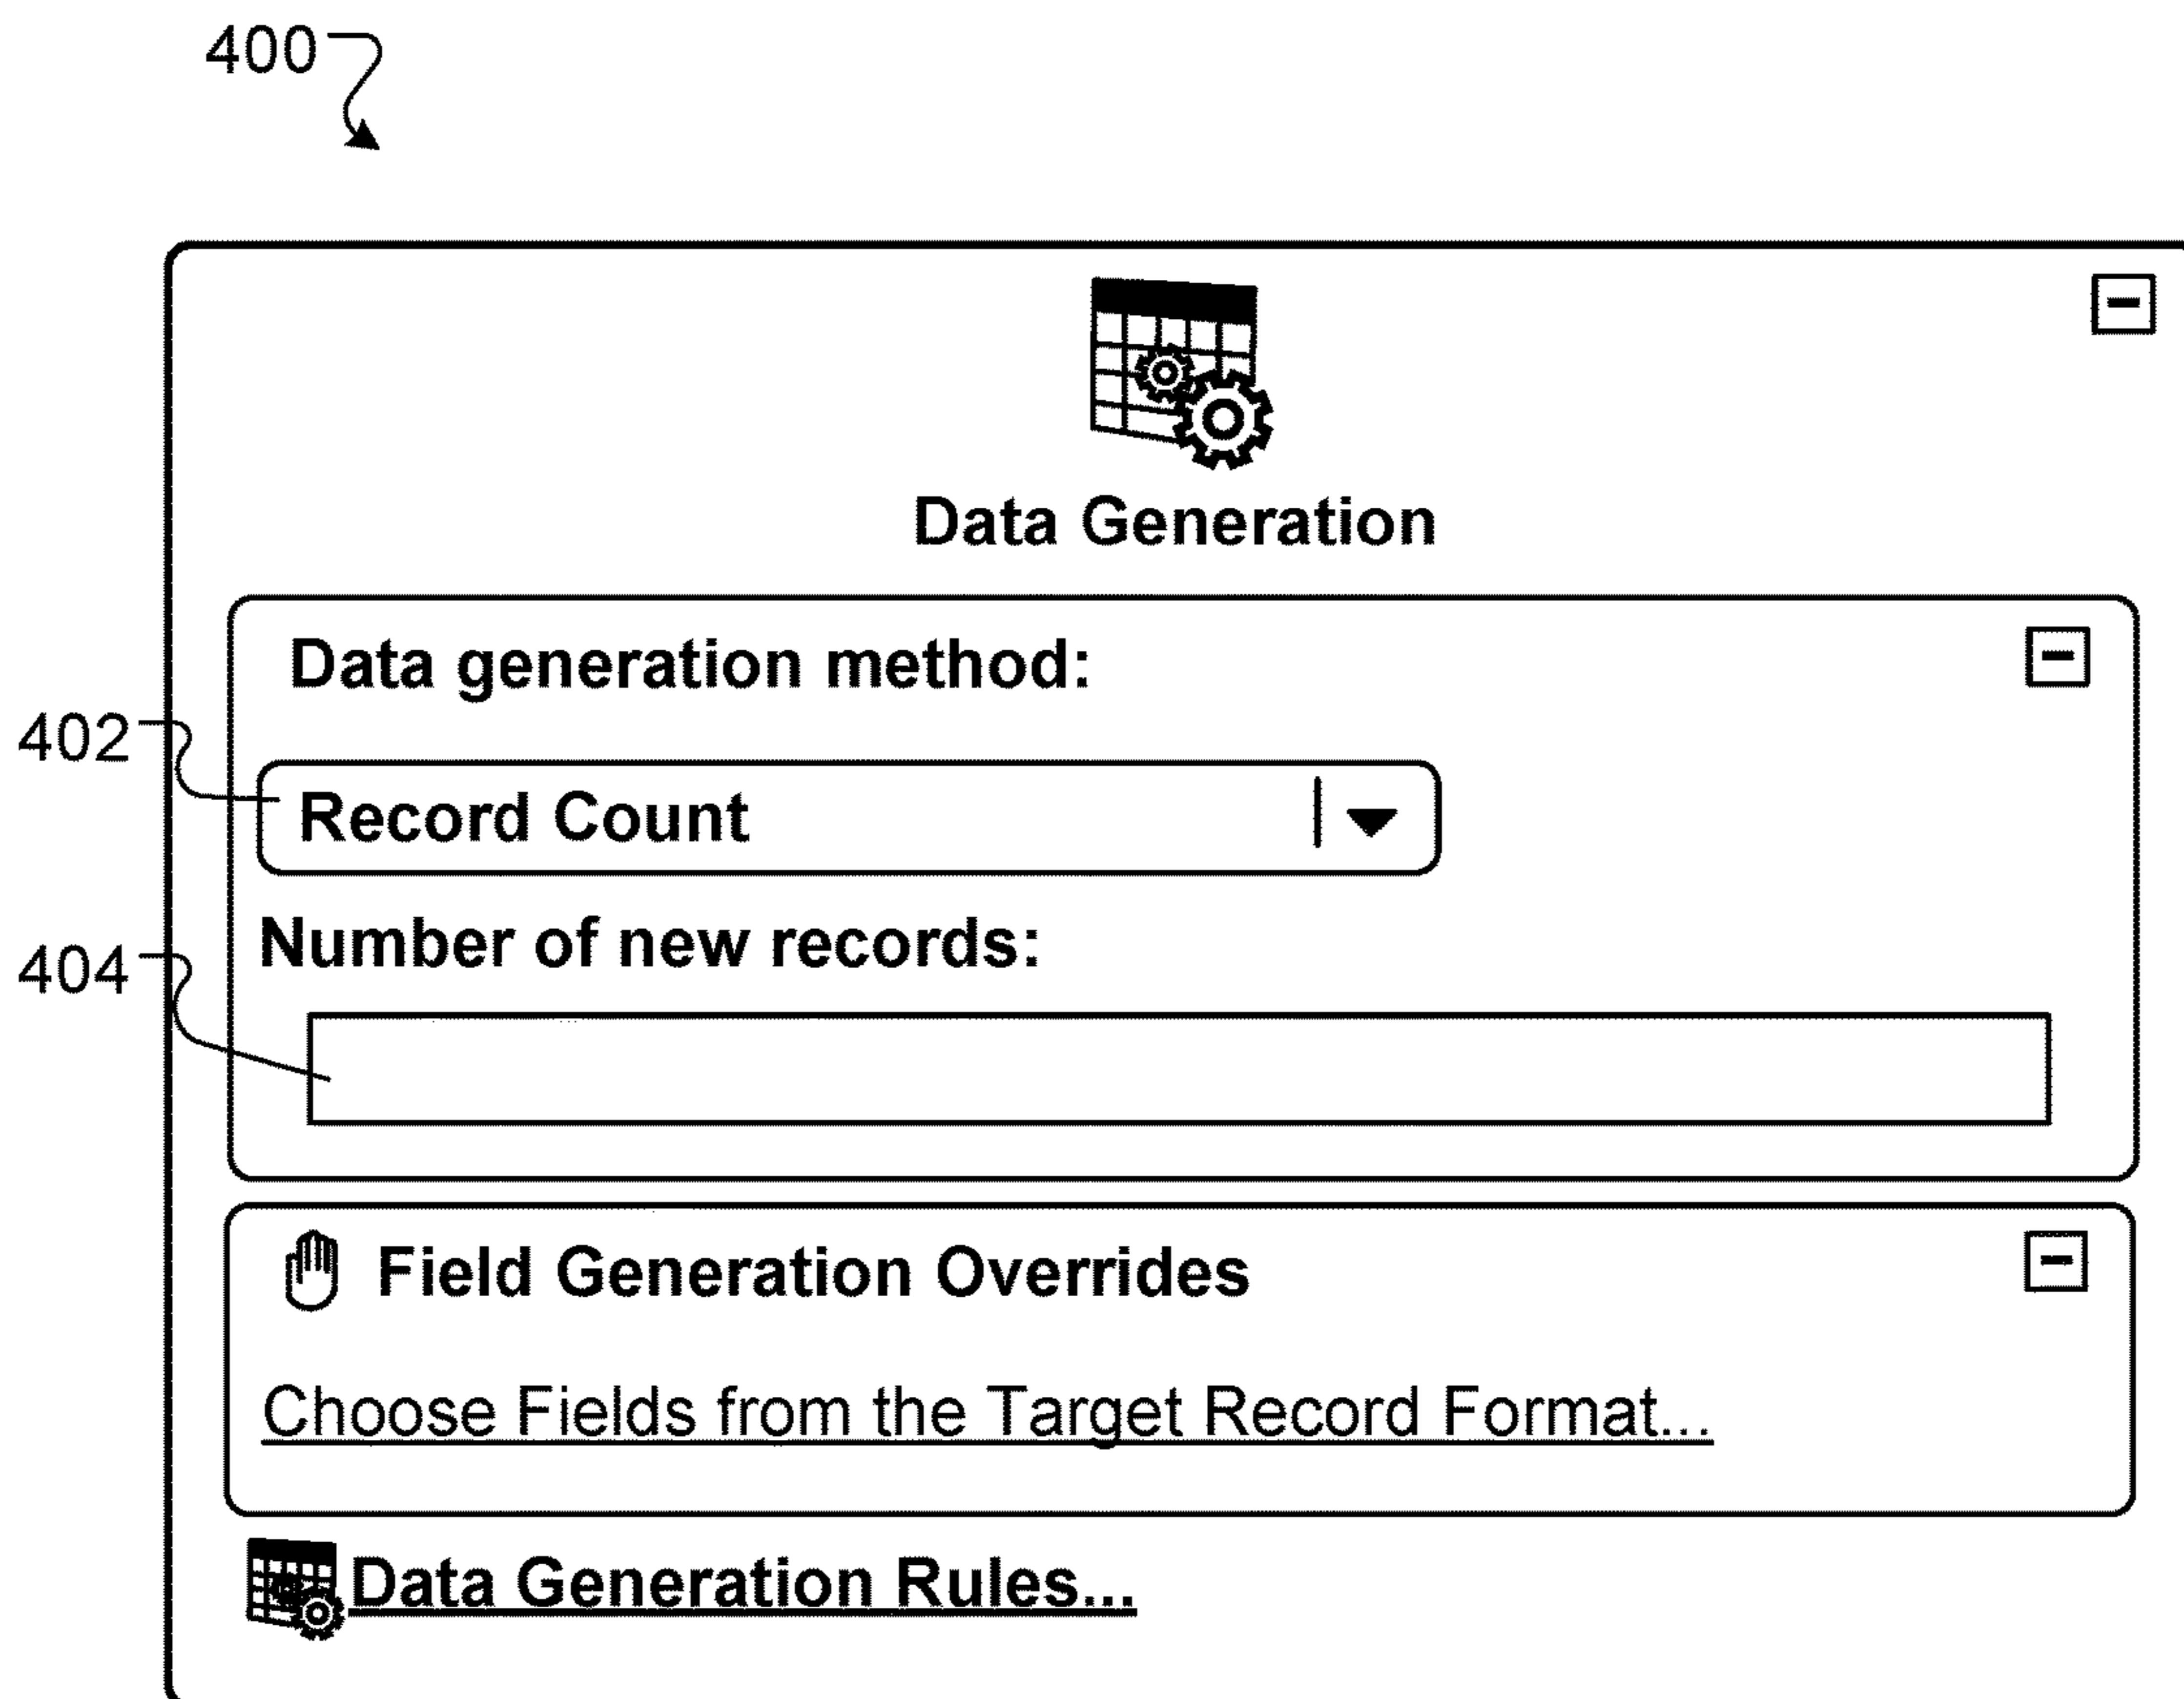 400
Data Generation
Data generation method:
402
Record Count
Number of new records:
404
Field Generation Overrides
Choose Fields from the Target Record Format...
Data Generation Rules...